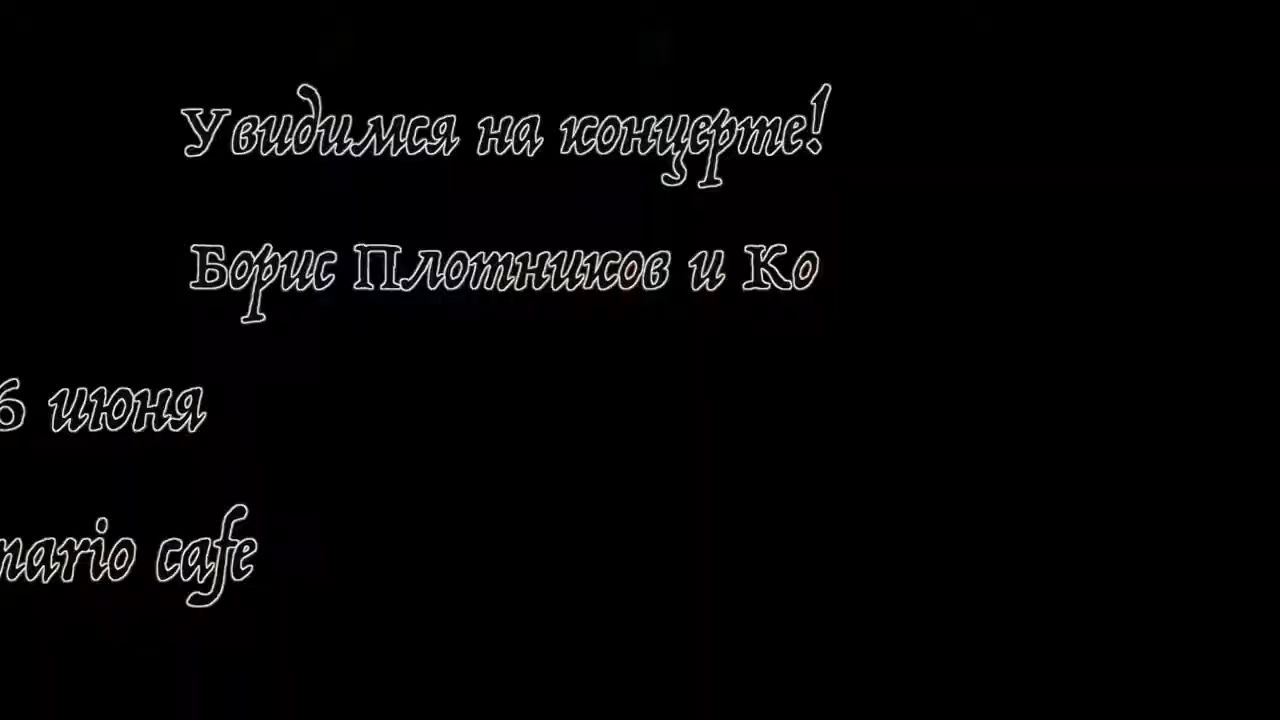 Увидимся на концерте!
Борис Плотников и Ко
6 июня
nario cafe